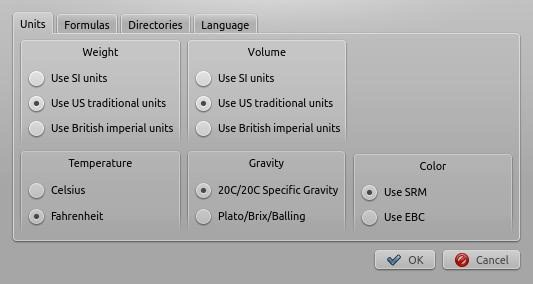 Units Formulas Directories Language
Weight
Use SI units
Use US traditional units
Use British imperial units
Volume
Use SI units
Use US traditional units
Use British imperial units
Temperature
Celsius
Fahrenheit
Gravity
20C/20C Specific Gravity
Plato/Brix/Balling
Color
Use SRM
Use EBC
OK Cancel